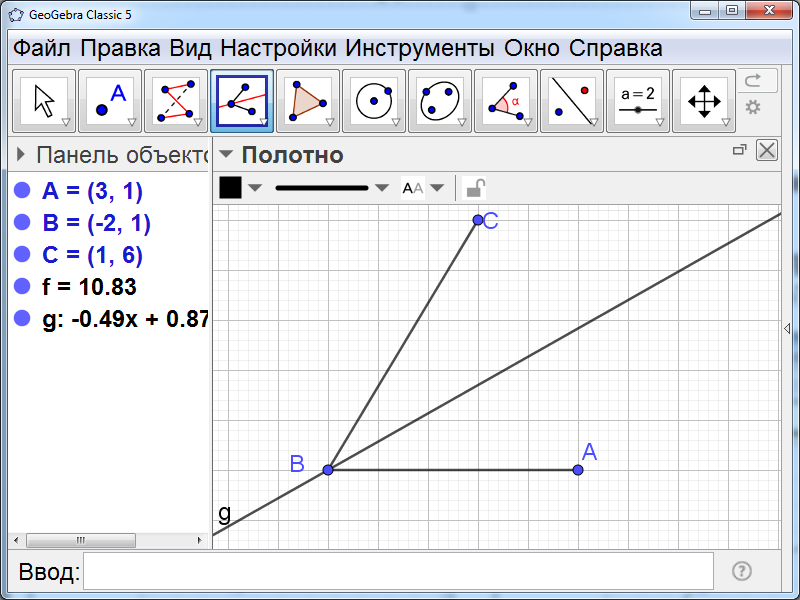 GeoGebra Classic 5
Файл Правка Вид Настройки Инструменты Окно Справка
A
α
a = 2
Панель объекто
Полотно
AA
A = (3, 1)
B = (-2, 1)
C = (1, 6)
f = 10.83
g: -0.49x + 0.87
C
B
A
g
Ввод:
?